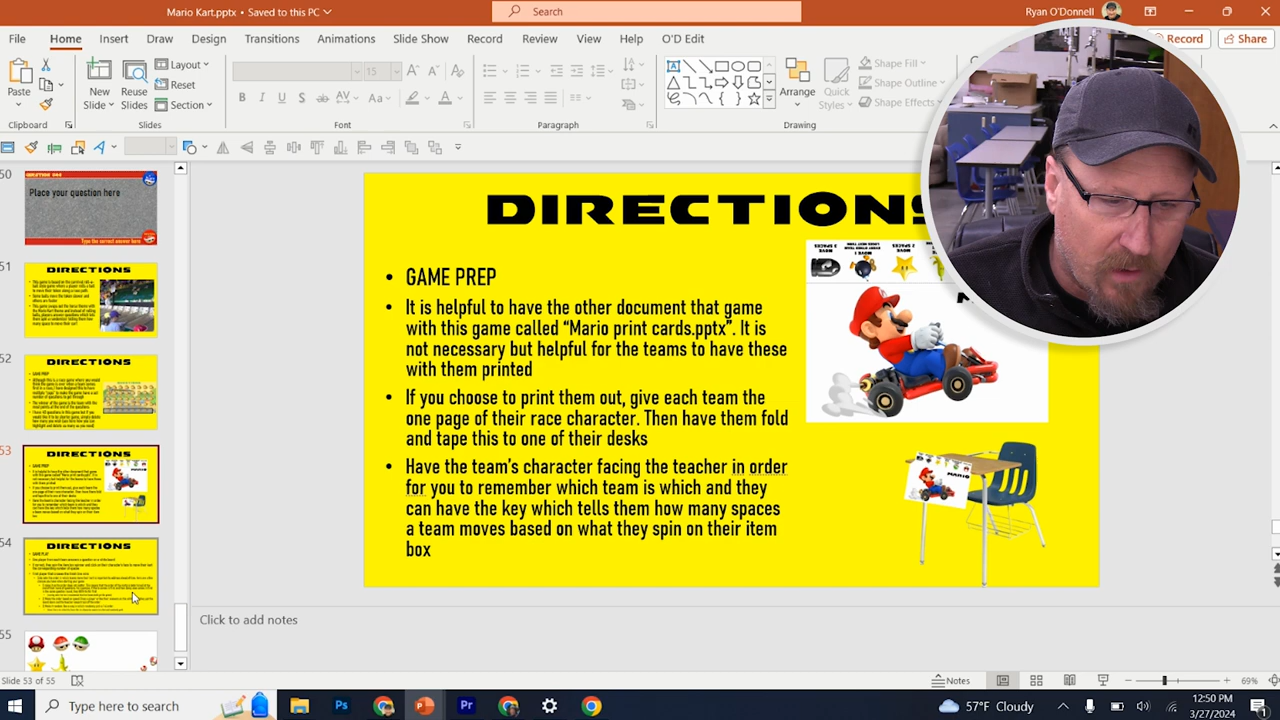 Mario Kart.pptx • Saved to this PC
Search
Ryan O'Donnell
File Home Insert Draw Design Transitions Slide Show Record Review View Help O'D Edit
Record Share
Paste
Clipboard
New Slide
Reuse Slides
Layout
Reset
Section
Slides
15
Font
Paragraph
Arrange
Quick Styles
Shape Fill
Shape Outline
Shape Effects
Drawing
50
Place your question here
Type the correct answer here
51
DIRECTIONS
52
DIRECTIONS
53
DIRECTIONS
54
DIRECTIONS
55
• GAME PREP
• It is helpful to have the other document that game
with this game called “Mario print cards.pptx”. It is
not necessary but helpful for the teams to have these
with them printed
• If you choose to print them out, give each team the
one page of their race character. Then have them fold
and tape this to one of their desks
• Have the team's character facing the teacher in order
for you to remember which team is which and they
can have the key which tells them how many spaces
a team moves based on what they spin on their item
box
Click to add notes
Slide 53 of 55
Notes
69%
Type here to search
57°F Cloudy
12:50 PM
3/27/2024